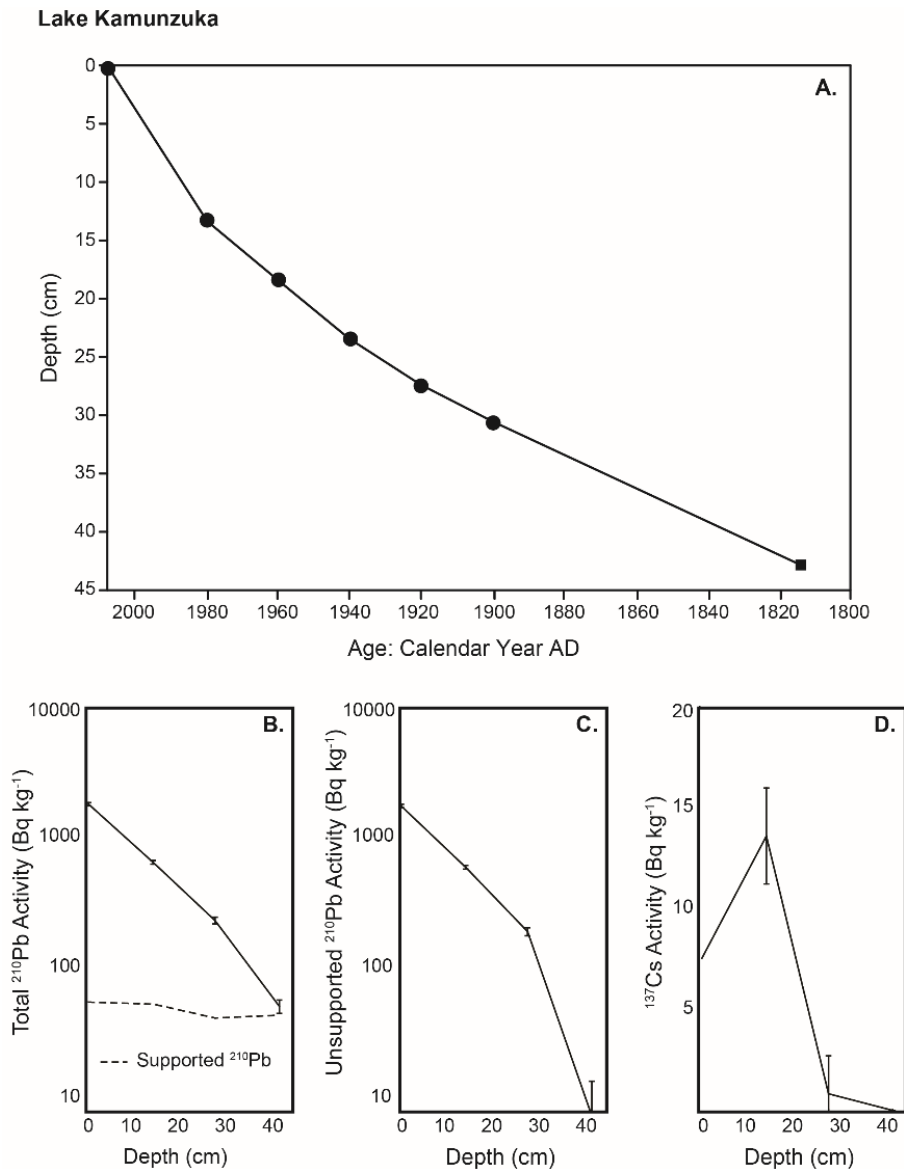 Lake Kamunzuka
A.
0
5
10
15
20
25
30
35
40
45
Depth (cm)
2000 1980 1960 1940 1920 1900 1880 1860 1840 1820 1800
Age: Calendar Year AD
B.
10000
1000
100
10
Total ²¹⁰Pb Activity (Bq kg⁻¹)
Supported ²¹⁰Pb
0 10 20 30 40
Depth (cm)
C.
10000
1000
100
10
Unsupported ²¹⁰Pb Activity (Bq kg⁻¹)
0 10 20 30 40
Depth (cm)
D.
20
15
10
5
¹³⁷Cs Activity (Bq kg⁻¹)
0 10 20 30 40
Depth (cm)